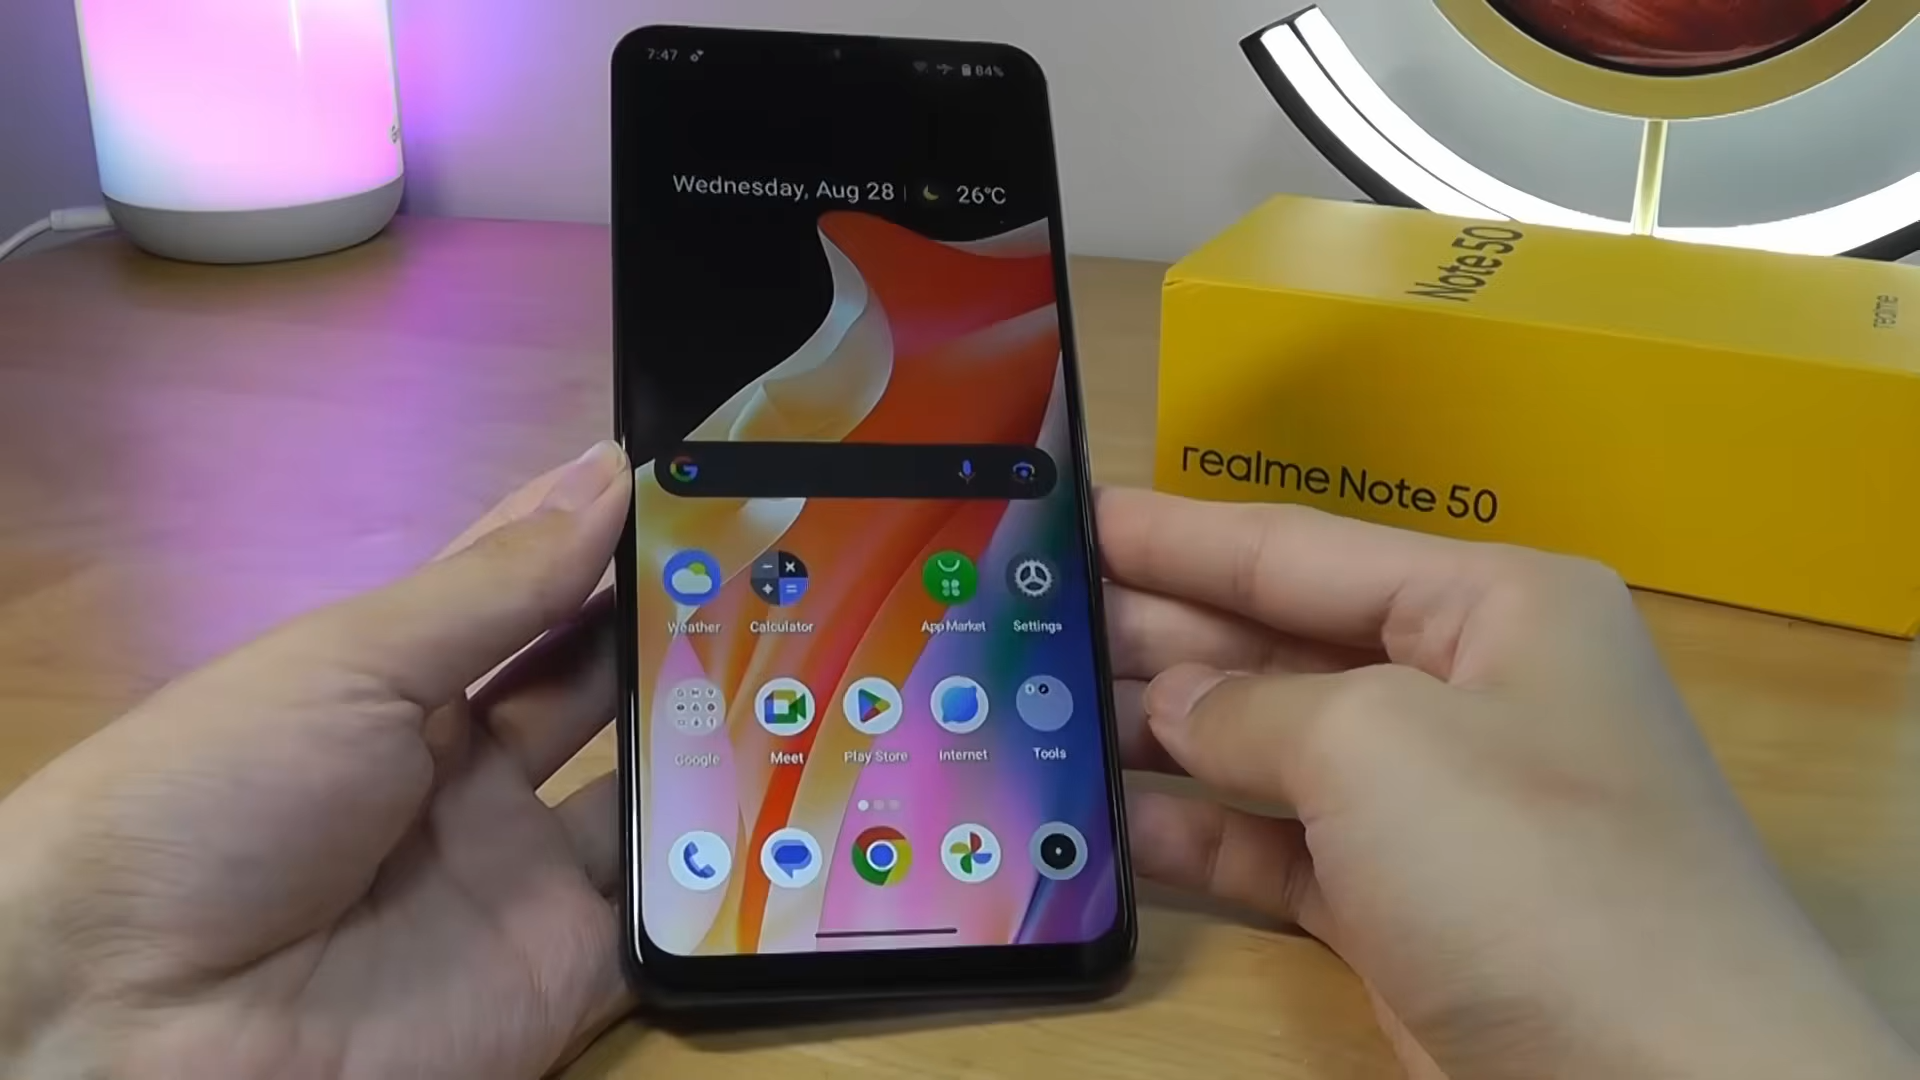 7:47
84%
Wednesday, Aug 28 | 26°C
Weather
Calculator
App Market
Settings
Google
Meet
Play Store
Internet
Tools
Note 50
realme
realme Note 50